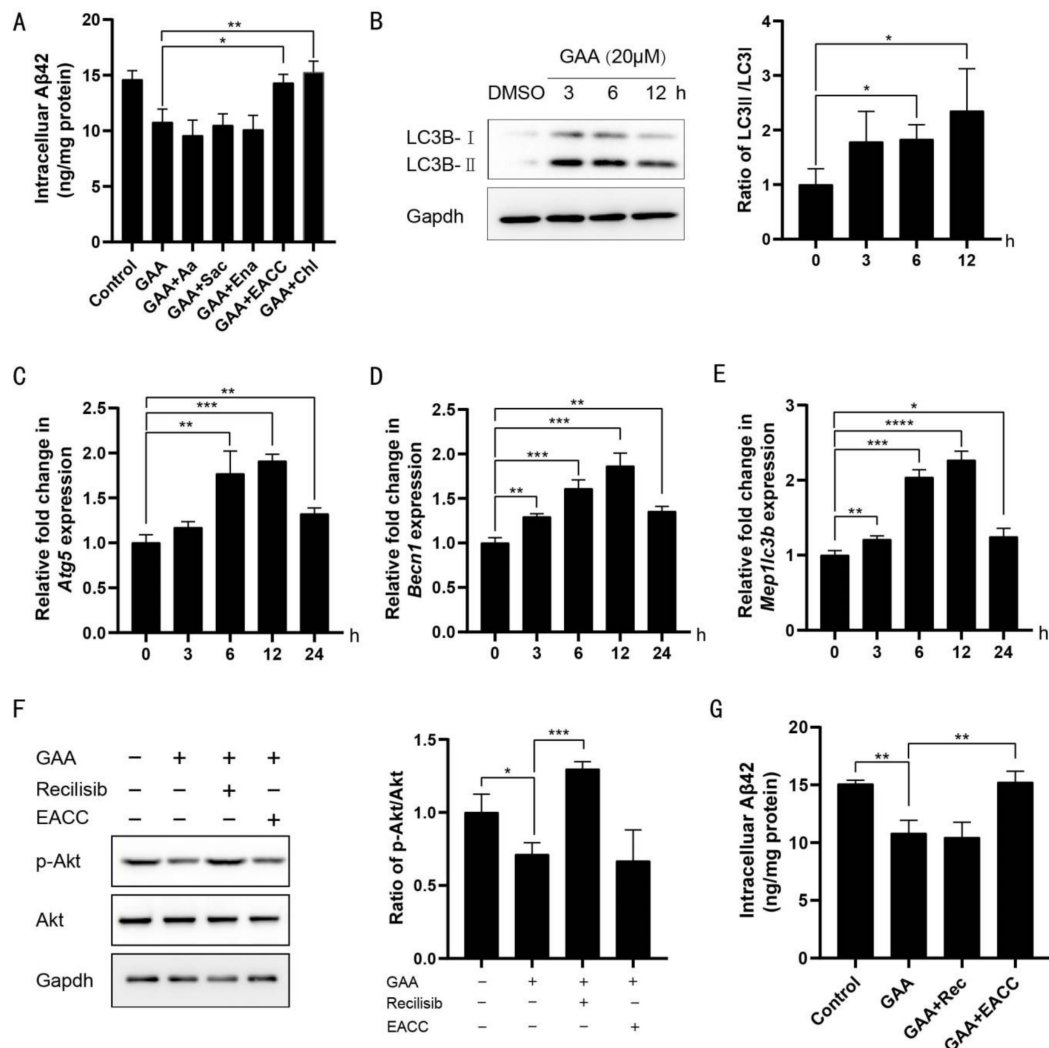 A
Intracelluar Aβ42
(ng/mg protein)
20
15
10
5
0
**
*
Control
GAA
GAA+Aa
GAA+Sac
GAA+Ena
GAA+EACC
GAA+Chl
B
GAA (20μM)
DMSO 3 6 12 h
LC3B-Ⅰ
LC3B-Ⅱ
Gapdh
Ratio of LC3II /LC3I
4
3
2
1
0
*
*
0 3 6 12 h
C
Relative fold change in
Atg5 expression
2.5
2.0
1.5
1.0
0.5
0.0
**
***
**
0 3 6 12 24 h
D
Relative fold change in
Becn1 expression
2.5
2.0
1.5
1.0
0.5
0.0
**
***
***
**
0 3 6 12 24 h
E
Relative fold change in
Mep1lc3b expression
3
2
1
0
*
****
***
**
0 3 6 12 24 h
F
GAA − + + +
Recilisib − − + −
EACC − − − +
p-Akt
Akt
Gapdh
Ratio of p-Akt/Akt
1.5
1.0
0.5
0.0
***
*
GAA − + + +
Recilisib − − + −
EACC − − − +
G
Intracelluar Aβ42
(ng/mg protein)
20
15
10
5
0
** **
Control
GAA
GAA+Rec
GAA+EACC